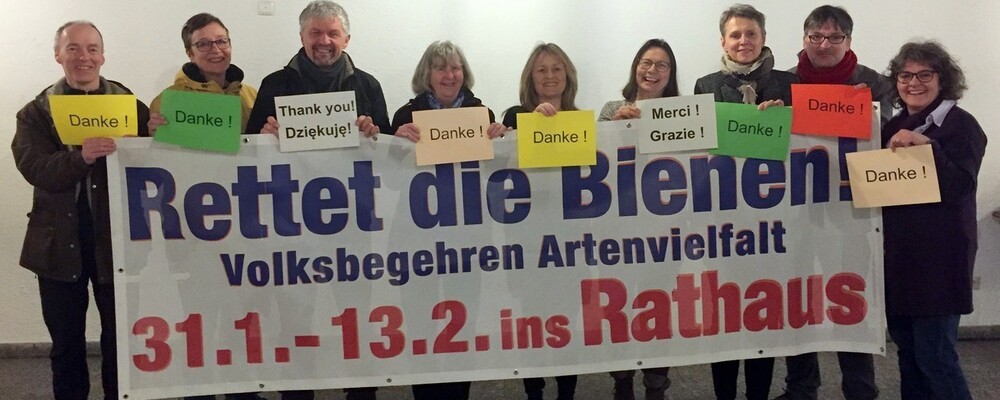 Danke !
Danke !
Thank you!
Dziękuję!
Danke !
Danke !
Merci !
Grazie !
Danke !
Danke !
Danke !
Rettet die Bienen!
Volksbegehren Artenvielfalt
31.1.-13.2. ins Rathaus